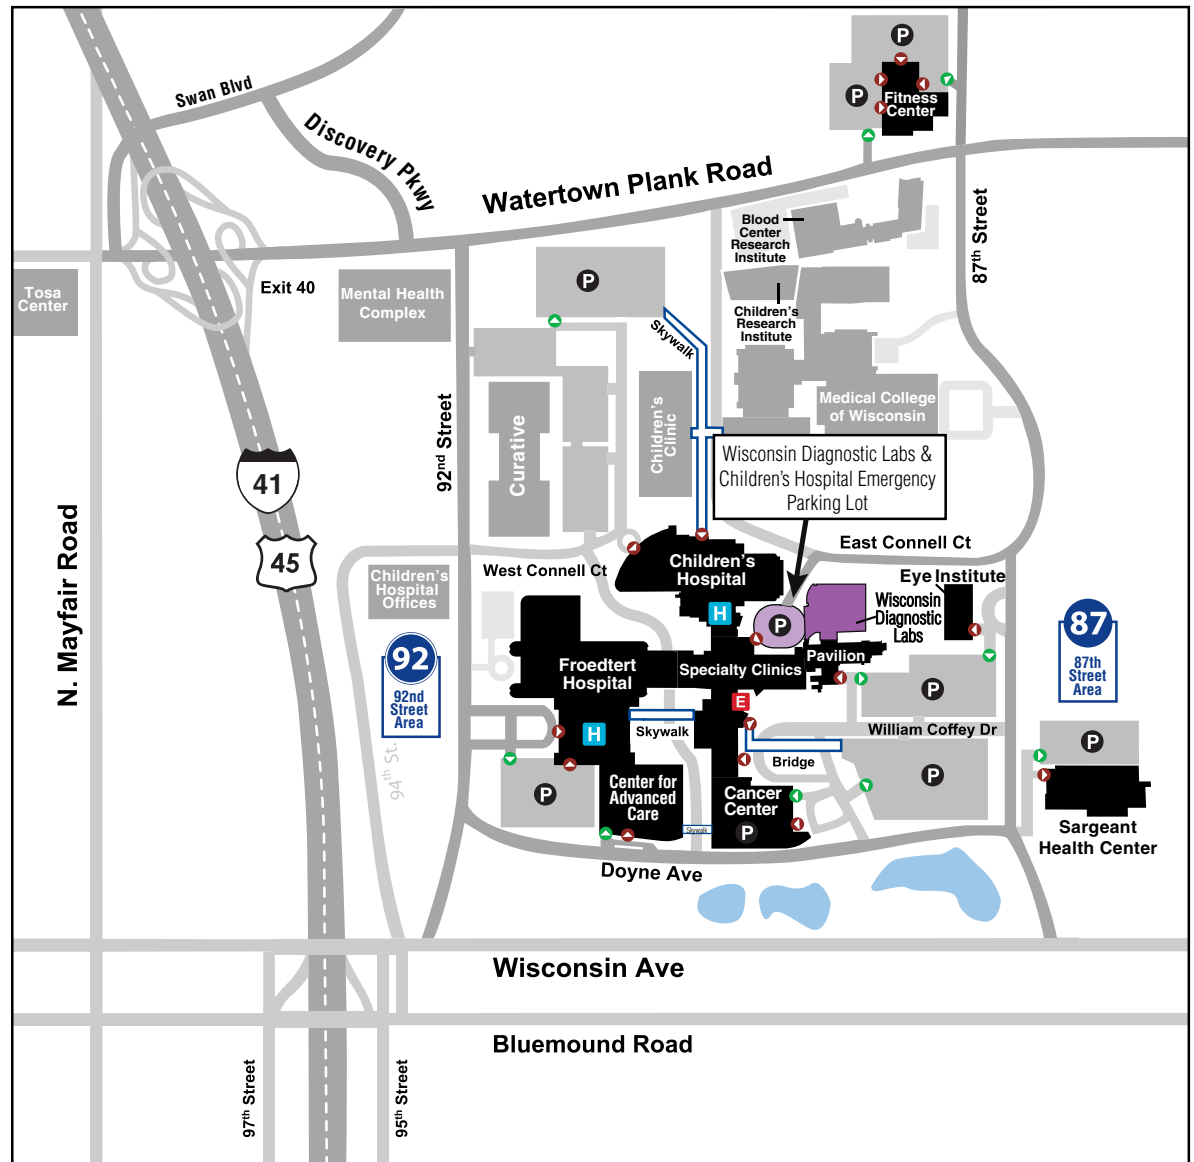 P
Swan Blvd
P
Fitness
Center
Discovery Pkwy
Watertown Plank Road
87th Street
Blood
Center
Research
Institute
Tosa
Center
Exit 40
Mental Health
Complex
P
Children's
Research
Institute
Skywalk
92nd Street
Curative
Children's
Clinic
Medical College
of Wisconsin
Wisconsin Diagnostic Labs &
Children's Hospital Emergency
Parking Lot
41
45
N. Mayfair Road
West Connell Ct
East Connell Ct
Children's
Hospital
H
Children's
Hospital
Offices
Eye Institute
Wisconsin
Diagnostic
Labs
P
92
92nd
Street
Area
87
87th
Street
Area
Froedtert
Hospital
Specialty Clinics
Pavilion
P
E
H
Skywalk
William Coffey Dr
Bridge
P
P
94th St.
P
Center for
Advanced
Care
Skywalk
Cancer
Center
P
Sargeant
Health Center
Doyne Ave
Wisconsin Ave
Bluemound Road
97th Street
95th Street